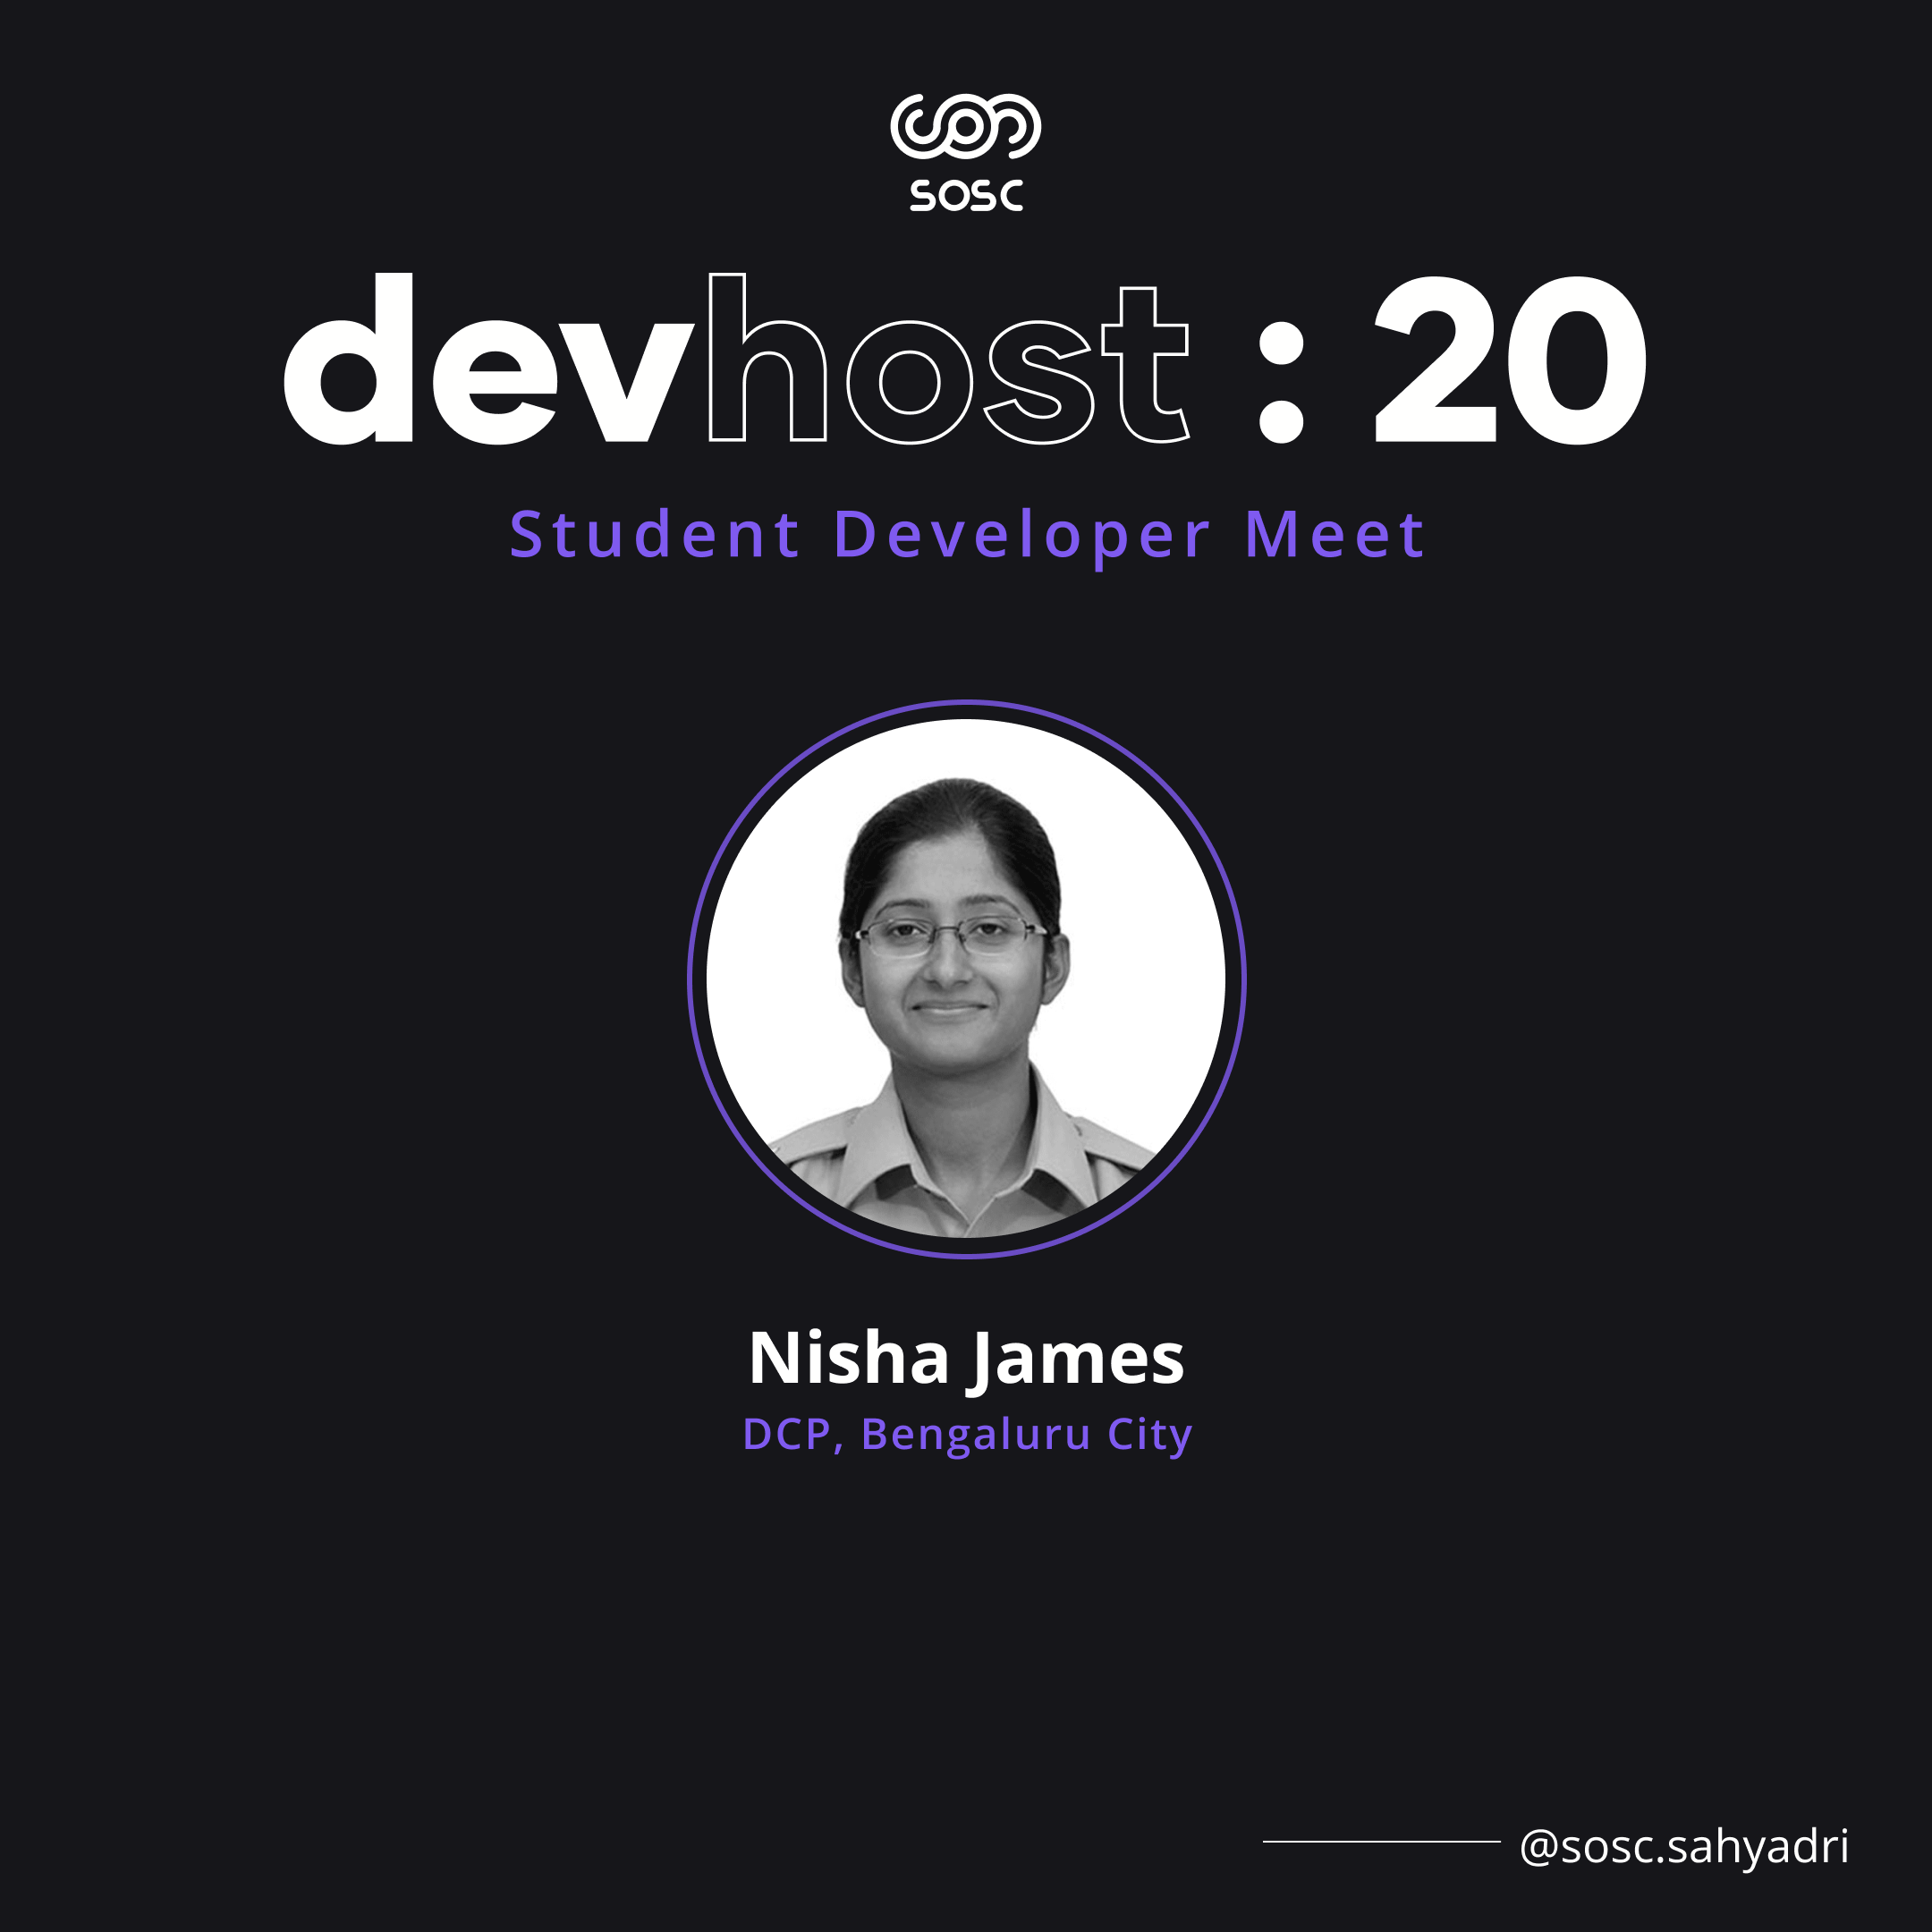 sosc
devhost : 20
Student Developer Meet
Nisha James
DCP, Bengaluru City
@sosc.sahyadri